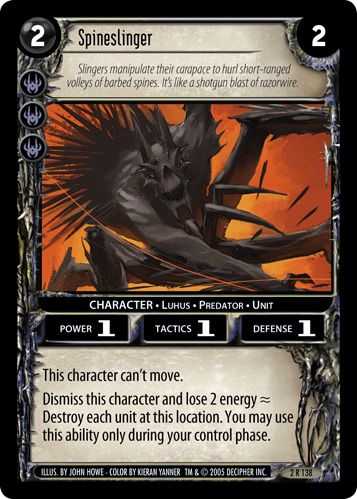 2 Spineslinger 2
Slingers manipulate their carapace to hurl short-ranged
volleys of barbed spines. It's like a shotgun blast of razorwire.
CHARACTER • LUHUS • PREDATOR • UNIT
POWER 1 TACTICS 1 DEFENSE 1
This character can't move.
Dismiss this character and lose 2 energy ≈
Destroy each unit at this location. You may use
this ability only during your control phase.
ILLUS. BY JOHN HOWE • COLOR BY KIERAN YANNER TM & © 2005 DECIPHER INC. 2 R 138